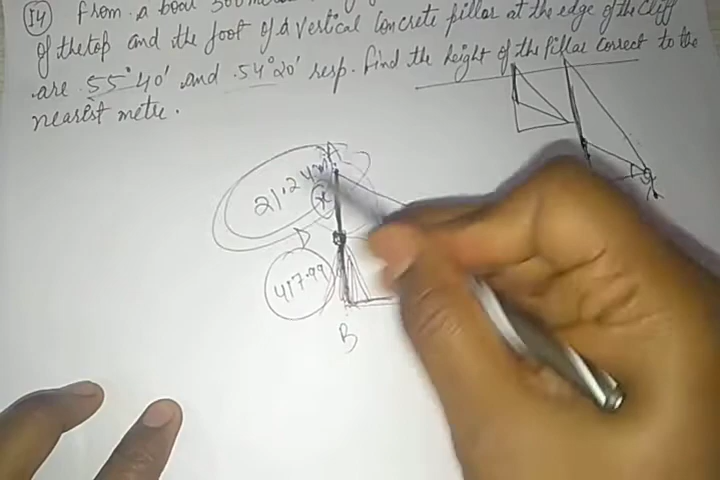 14 From a boat 300
of the top and the foot of a vertical concrete pillar at the edge of the cliff
are 55° 40' and 54° 20' resp. Find the height of the pillar correct to the
nearest metre.
21.24m
x
417.99
B